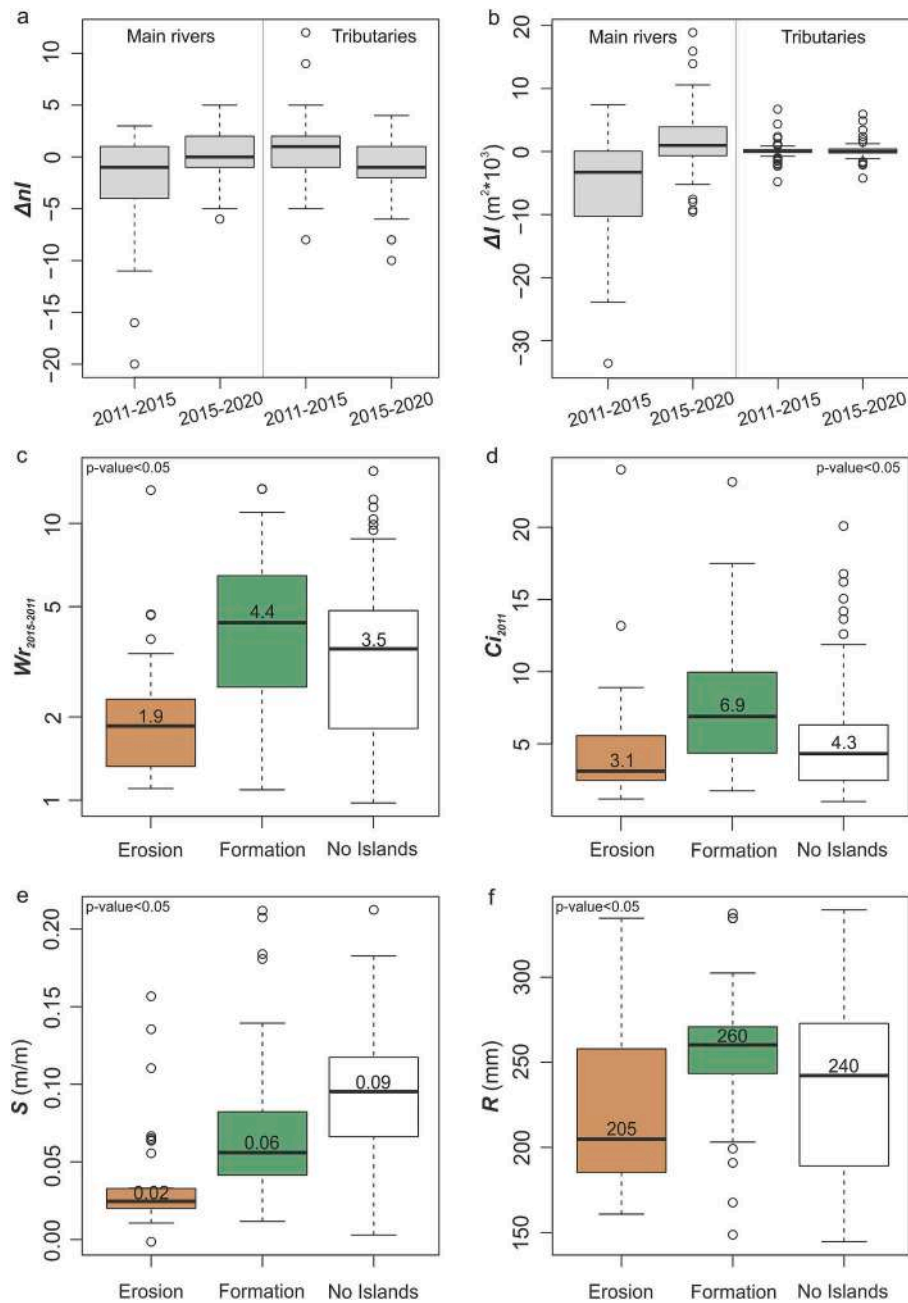 a
b
Main rivers
Tributaries
Main rivers
Tributaries
ΔnI
10
5
0
−5
−10
−15
−20
2011-2015
2015-2020
2011-2015
2015-2020
ΔI (m²*10³)
20
10
0
−10
−20
−30
2011-2015
2015-2020
2011-2015
2015-2020
c
p-value<0.05
Wr2015-2011
10
5
2
1
1.9
4.4
3.5
Erosion
Formation
No Islands
d
p-value<0.05
Ci2011
20
15
10
5
3.1
6.9
4.3
Erosion
Formation
No Islands
e
p-value<0.05
S (m/m)
0.20
0.15
0.10
0.05
0.00
0.02
0.06
0.09
Erosion
Formation
No Islands
f
p-value<0.05
R (mm)
300
250
200
150
205
260
240
Erosion
Formation
No Islands